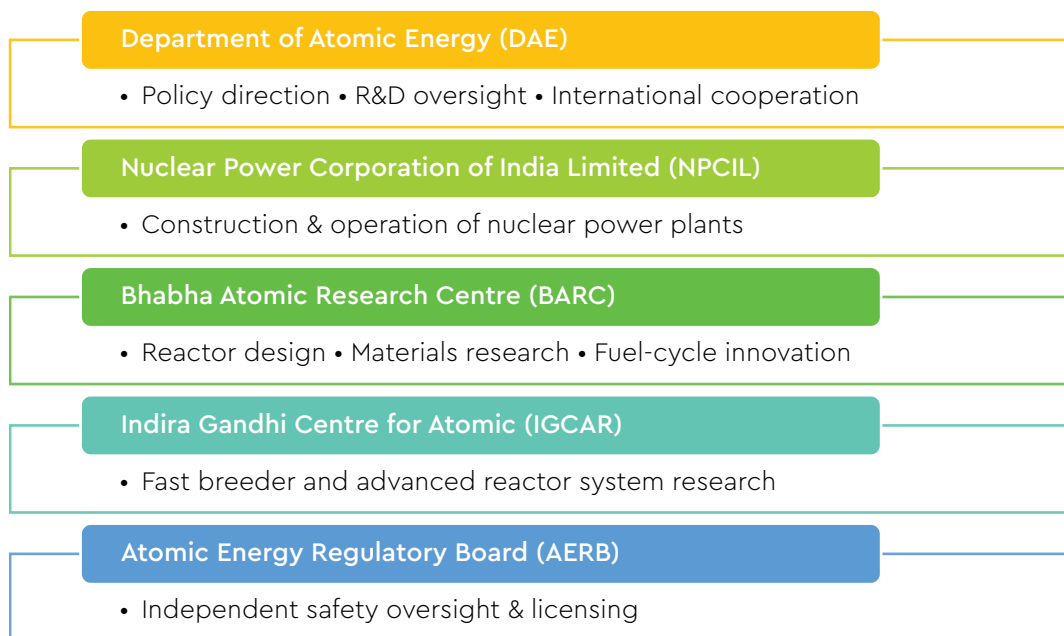 Department of Atomic Energy (DAE)
• Policy direction • R&D oversight • International cooperation
Nuclear Power Corporation of India Limited (NPCIL)
• Construction & operation of nuclear power plants
Bhabha Atomic Research Centre (BARC)
• Reactor design • Materials research • Fuel-cycle innovation
Indira Gandhi Centre for Atomic (IGCAR)
• Fast breeder and advanced reactor system research
Atomic Energy Regulatory Board (AERB)
• Independent safety oversight & licensing